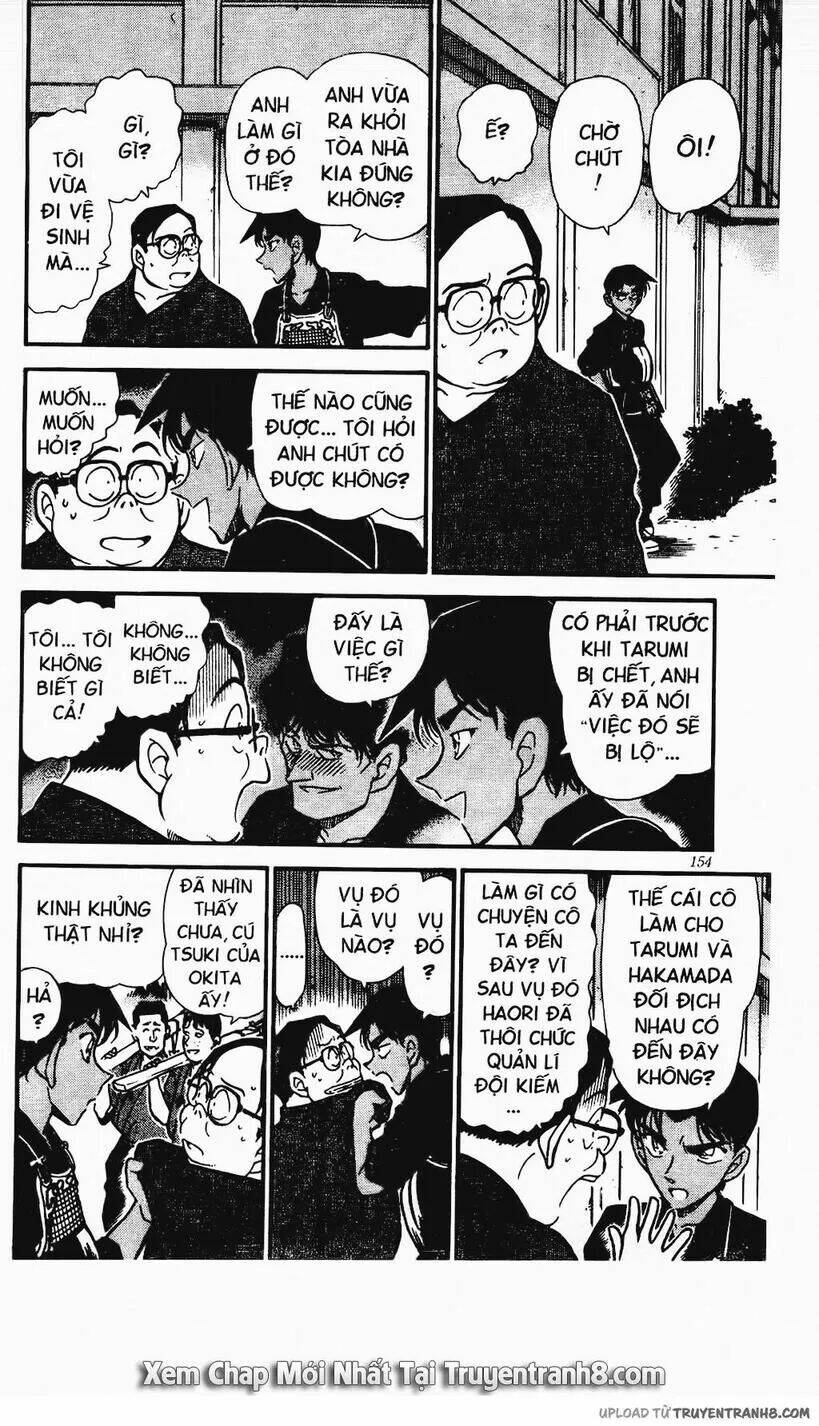 ÔI!
CHỜ
CHÚT
!
Ế?
ANH VỪA
RA KHỎI
TÒA NHÀ
KIA ĐÚNG
KHÔNG?
ANH
LÀM GÌ
Ở ĐÓ
THẾ?
GÌ,
GÌ?
TÔI
VỪA
ĐI VỆ
SINH
MÀ...
THẾ NÀO CŨNG
ĐƯỢC... TÔI HỎI
ANH CHÚT CÓ
ĐƯỢC KHÔNG?
MUỐN...
MUỐN
HỎI?
CÓ PHẢI TRƯỚC
KHI TARUMI
BỊ CHẾT, ANH
ẤY ĐÃ NÓI
"VIỆC ĐÓ SẼ
BỊ LỘ"...
ĐẤY LÀ
VIỆC GÌ
THẾ?
KHÔNG...
KHÔNG
BIẾT...
TÔI... TÔI
KHÔNG
BIẾT GÌ
CẢ!
154
THẾ CÁI CÔ
LÀM CHO
TARUMI VÀ
HAKAMADA
ĐỐI ĐỊCH
NHAU CÓ
ĐẾN ĐÂY
KHÔNG?
LÀM GÌ CÓ
CHUYỆN CÔ
TA ĐẾN
ĐÂY? VÌ
SAU VỤ ĐÓ
HAORI ĐÃ
THÔI CHỨC
QUẢN LÍ
ĐỘI KIẾM
...
VỤ
ĐÓ
?
VỤ ĐÓ
LÀ VỤ
NÀO?
......
ĐÃ NHÌN
THẤY
CHƯA, CÚ
TSUKI CỦA
OKITA
ẤY!
KINH KHỦNG
THẬT NHỈ?
HẢ
?
Xem Chap Mới Nhất Tại Truyentranh8.com
UPLOAD TỪ TRUYENTRANH8.COM